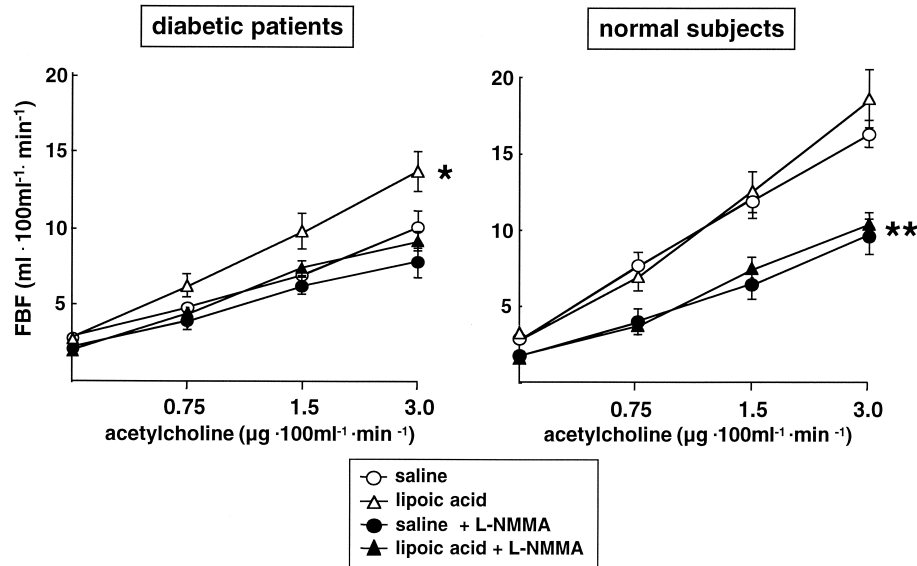 diabetic patients
normal subjects
FBF (ml · 100ml⁻¹· min⁻¹)
20
15
10
5
*
0.75 1.5 3.0
acetylcholine (µg ·100ml⁻¹·min ⁻¹)
20
15
10
5
**
0.75 1.5 3.0
acetylcholine (µg ·100ml⁻¹·min ⁻¹)
saline
lipoic acid
saline + L-NMMA
lipoic acid + L-NMMA